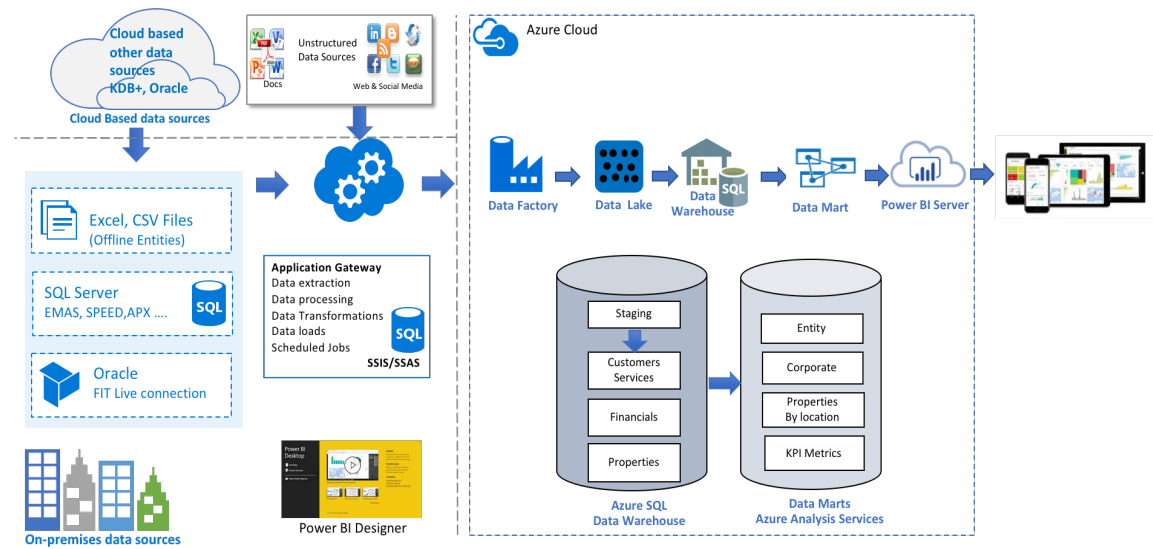 Cloud based
other data
sources
KDB+, Oracle
Cloud Based data sources
PDF
Unstructured
Data Sources
Docs
Web & Social Media
Azure Cloud
Excel, CSV Files
(Offline Entities)
SQL Server
EMAS, SPEED,APX ....
SQL
Oracle
FIT Live connection
On-premises data sources
Application Gateway
Data extraction
Data processing
Data Transformations
Data loads
Scheduled Jobs
SQL
SSIS/SSAS
Power BI
Desktop
Power BI Designer
Data Factory
Data Lake
SQL
Data
Warehouse
Data Mart
Power BI Server
Staging
Customers
Services
Financials
Properties
Azure SQL
Data Warehouse
Entity
Corporate
Properties
By location
KPI Metrics
Data Marts
Azure Analysis Services